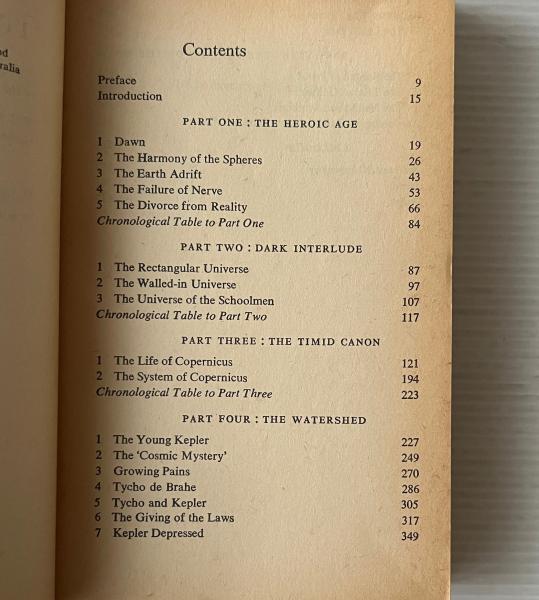 ralia
Contents
Preface 9
Introduction 15
PART ONE : THE HEROIC AGE
1 Dawn 19
2 The Harmony of the Spheres 26
3 The Earth Adrift 43
4 The Failure of Nerve 53
5 The Divorce from Reality 66
Chronological Table to Part One 84
PART TWO : DARK INTERLUDE
1 The Rectangular Universe 87
2 The Walled-in Universe 97
3 The Universe of the Schoolmen 107
Chronological Table to Part Two 117
PART THREE : THE TIMID CANON
1 The Life of Copernicus 121
2 The System of Copernicus 194
Chronological Table to Part Three 223
PART FOUR : THE WATERSHED
1 The Young Kepler 227
2 The 'Cosmic Mystery' 249
3 Growing Pains 270
4 Tycho de Brahe 286
5 Tycho and Kepler 305
6 The Giving of the Laws 317
7 Kepler Depressed 349